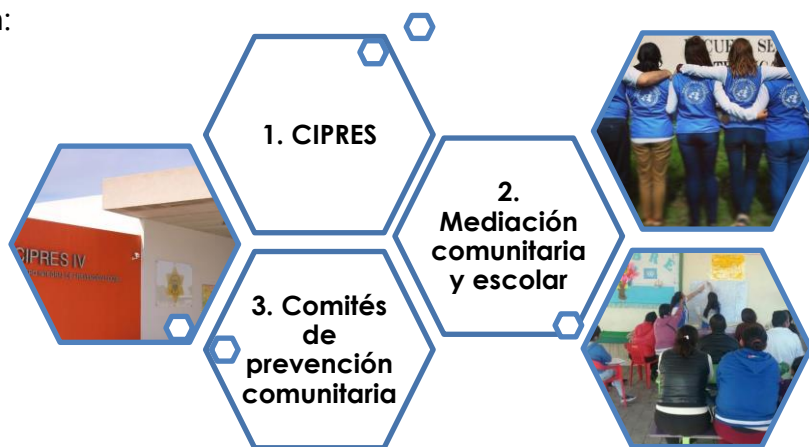 1. CIPRES
2.
Mediación
comunitaria
y escolar
CIPRES IV
3. Comités
de
prevención
comunitaria